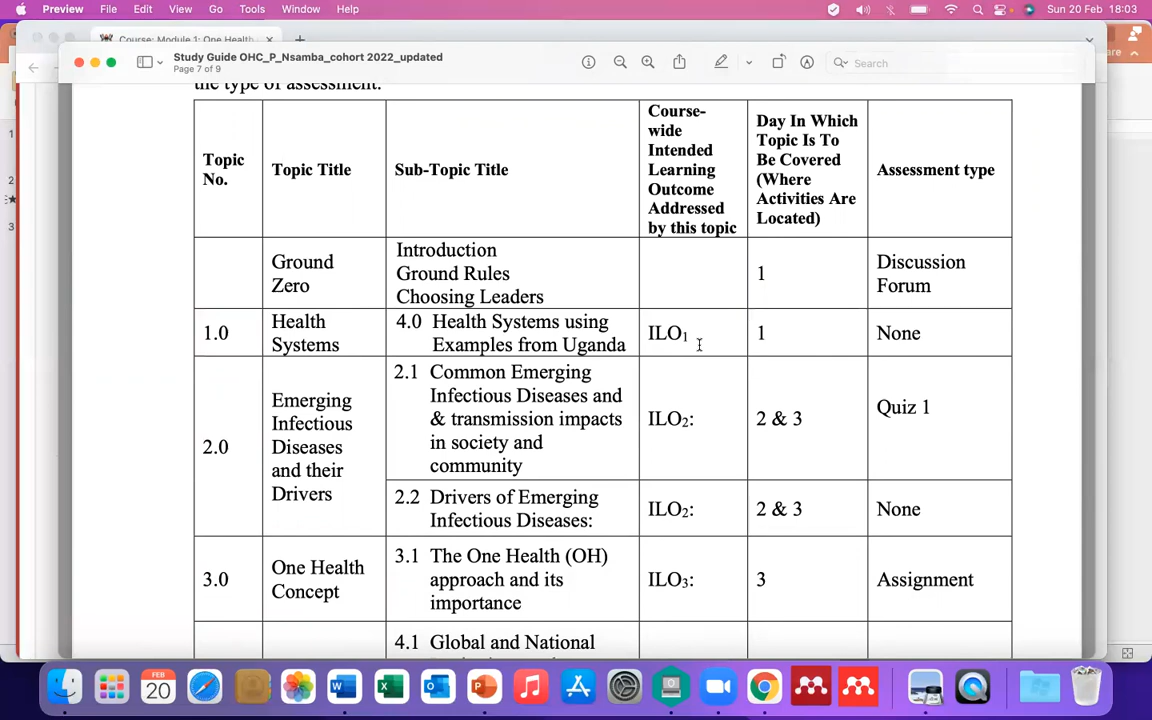 Preview File Edit View Go Tools Window Help Sun 20 Feb 18:03
Course: Module 1: One Health
Study Guide OHC_P_Nsamba_cohort 2022_updated
Page 7 of 9
Search
Share
the type of assessment.
Topic No.
Topic Title
Sub-Topic Title
Course-
wide
Intended
Learning
Outcome
Addressed
by this topic
Day In Which
Topic Is To
Be Covered
(Where
Activities Are
Located)
Assessment type
Ground
Zero
Introduction
Ground Rules
Choosing Leaders
1
Discussion
Forum
1.0
Health
Systems
4.0 Health Systems using
Examples from Uganda
ILO1
1
None
2.0
Emerging
Infectious
Diseases
and their
Drivers
2.1 Common Emerging
Infectious Diseases and
& transmission impacts
in society and
community
ILO2:
2 & 3
Quiz 1
2.2 Drivers of Emerging
Infectious Diseases:
ILO2:
2 & 3
None
3.0
One Health
Concept
3.1 The One Health (OH)
approach and its
importance
ILO3:
3
Assignment
4.1 Global and National
1
2
3
FEB
20